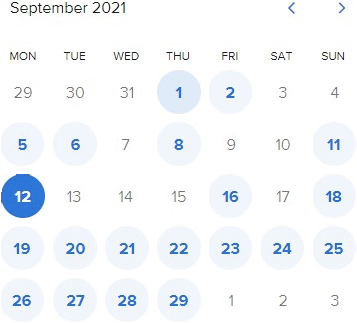 September 2021
MON TUE WED THU FRI SAT SUN
29 30 31 1 2 3 4
5 6 7 8 9 10 11
12 13 14 15 16 17 18
19 20 21 22 23 24 25
26 27 28 29 1 2 3